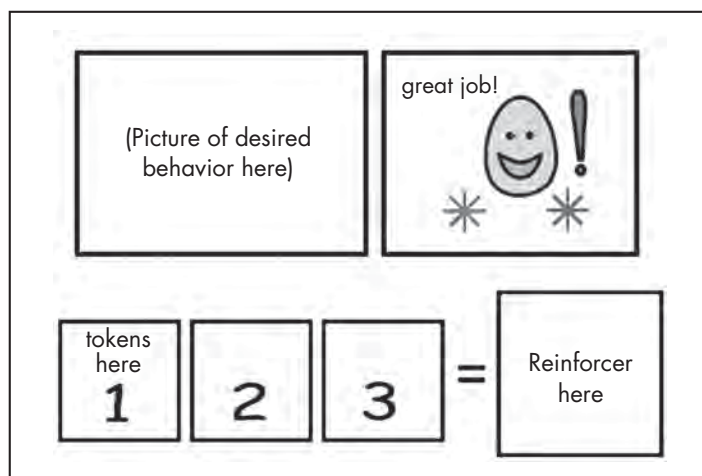 great job!
(Picture of desired
behavior here)
!
tokens
here
1
2
3
=
Reinforcer
here